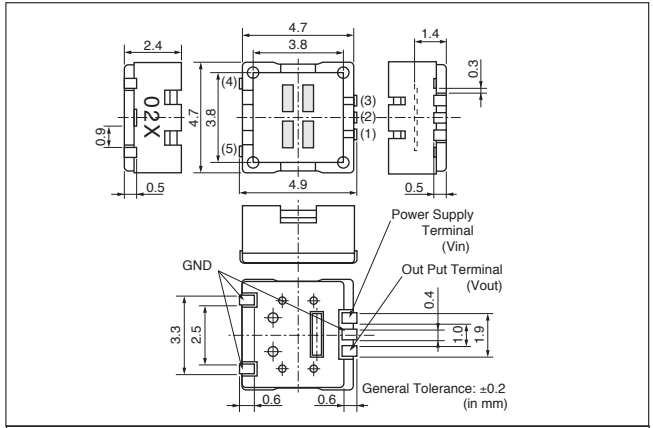 4.7
3.8
2.4
1.4
0.3
(4)
(3)
(2)
(1)
(5)
02X
4.7
3.8
0.9
0.5
4.9
0.5
Power Supply
Terminal
(Vin)
GND
Out Put Terminal
(Vout)
3.3
2.5
0.4
1.0
1.9
0.6
0.6
General Tolerance: ±0.2
(in mm)